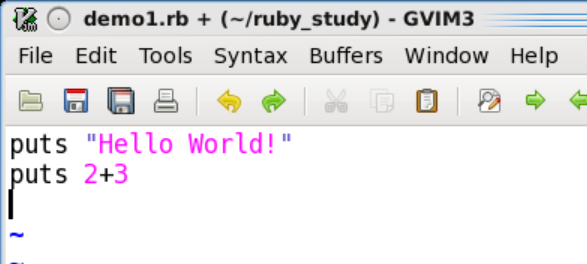 demo1.rb + (~/ruby_study) - GVIM3
File Edit Tools Syntax Buffers Window Help
puts "Hello World!"
puts 2+3
~
~